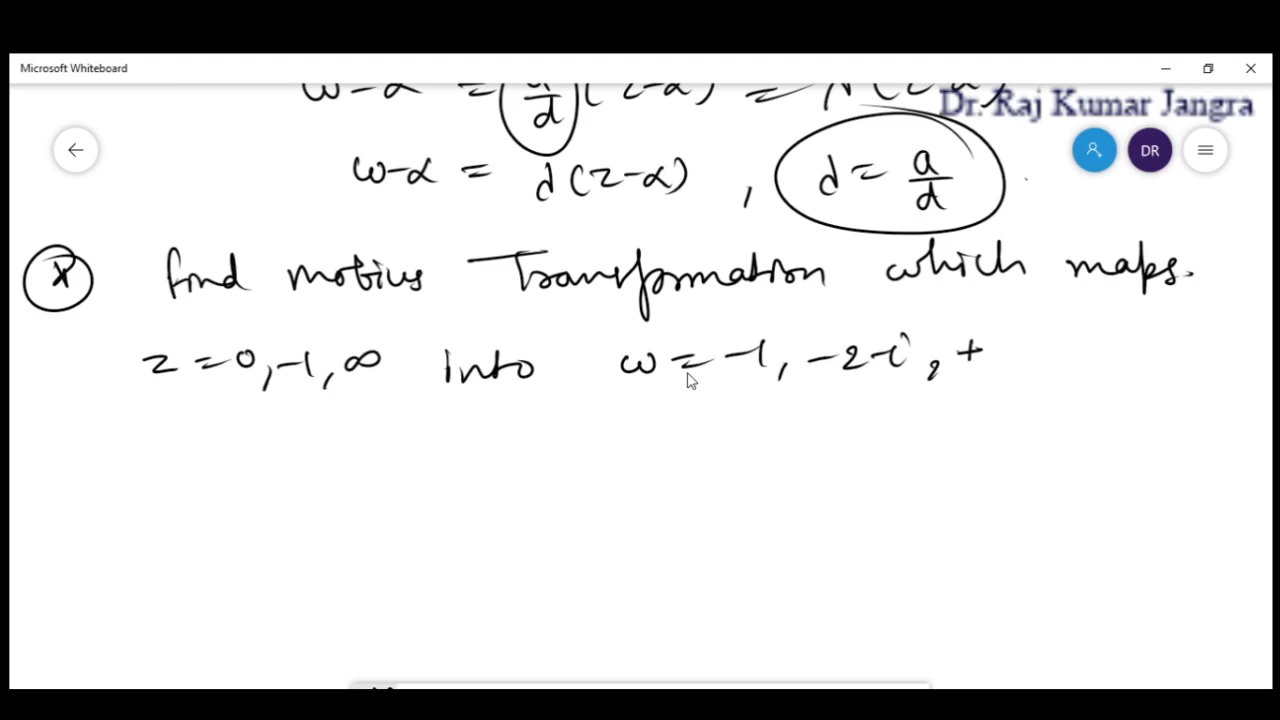 Microsoft Whiteboard
Dr. Raj Kumar Jangra
DR
ω-α = d(z-α) , d = a/d
* find mobius Transformation which maps.
z = 0, -1, ∞ into ω = -1, -2-i, +